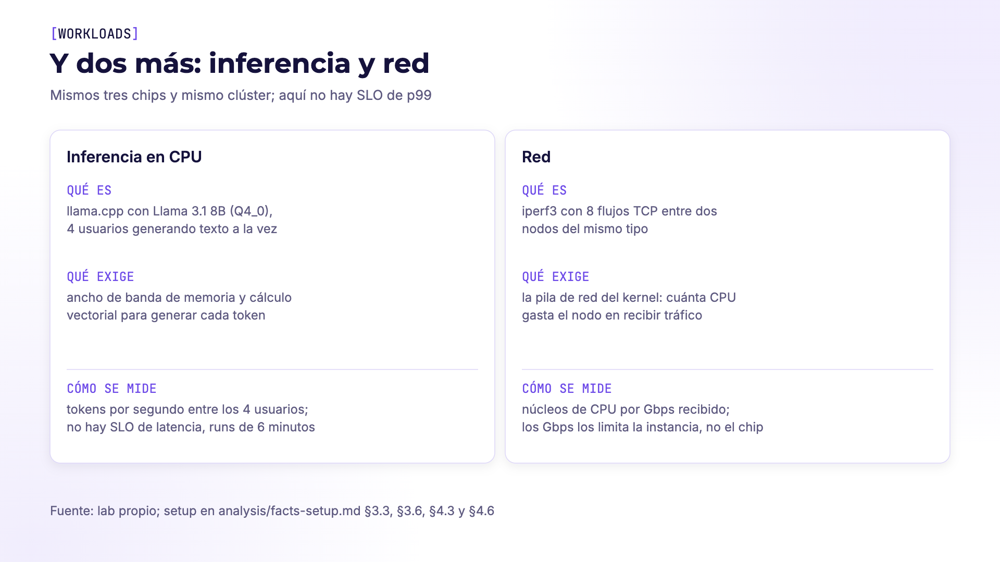 [WORKLOADS]
Y dos más: inferencia y red
Mismos tres chips y mismo clúster; aquí no hay SLO de p99
Inferencia en CPU
QUÉ ES
llama.cpp con Llama 3.1 8B (Q4_0),
4 usuarios generando texto a la vez
QUÉ EXIGE
ancho de banda de memoria y cálculo
vectorial para generar cada token
CÓMO SE MIDE
tokens por segundo entre los 4 usuarios;
no hay SLO de latencia, runs de 6 minutos
Red
QUÉ ES
iperf3 con 8 flujos TCP entre dos
nodos del mismo tipo
QUÉ EXIGE
la pila de red del kernel: cuánta CPU
gasta el nodo en recibir tráfico
CÓMO SE MIDE
núcleos de CPU por Gbps recibido;
los Gbps los limita la instancia, no el chip
Fuente: lab propio; setup en analysis/facts-setup.md §3.3, §3.6, §4.3 y §4.6